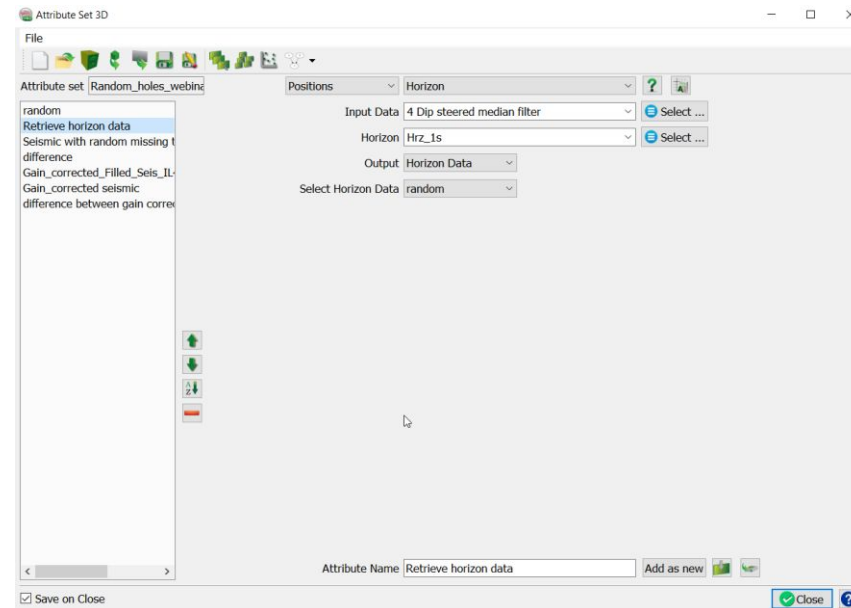 Attribute Set 3D
File
Attribute set Random_holes_webina
Positions Horizon
random
Retrieve horizon data
Seismic with random missing t
difference
Gain_corrected_Filled_Seis_IL-
Gain_corrected seismic
difference between gain correc
Input Data 4 Dip steered median filter Select ...
Horizon Hrz_1s Select ...
Output Horizon Data
Select Horizon Data random
Attribute Name Retrieve horizon data Add as new
Save on Close Close